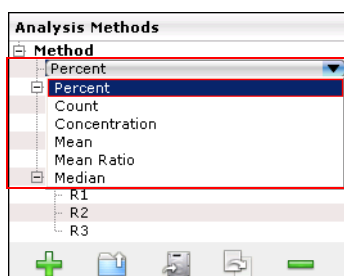 Analysis Methods
Method
Percent
Percent
Count
Concentration
Mean
Mean Ratio
Median
R1
R2
R3